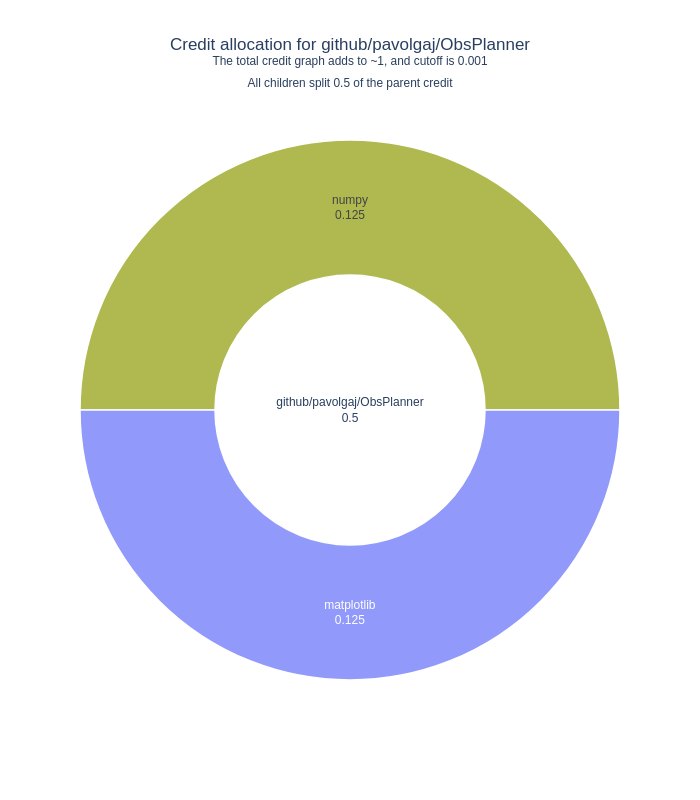 Credit allocation for github/pavolgaj/ObsPlanner
The total credit graph adds to ~1, and cutoff is 0.001
All children split 0.5 of the parent credit
numpy
0.125
github/pavolgaj/ObsPlanner
0.5
matplotlib
0.125